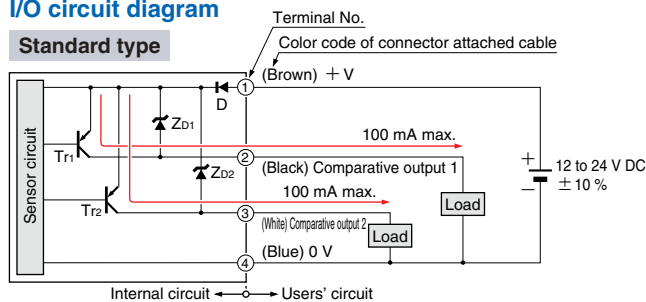 I/O circuit diagram
Terminal No.
Standard type
Color code of connector attached cable
1
(Brown) + V
D
ZD1
100 mA max.
Sensor circuit
Tr1
2
(Black) Comparative output 1
+
12 to 24 V DC
ZD2
−
± 10 %
100 mA max.
Load
Tr2
3
(White) Comparative output 2
Load
(Blue) 0 V
4
Internal circuit
Users' circuit